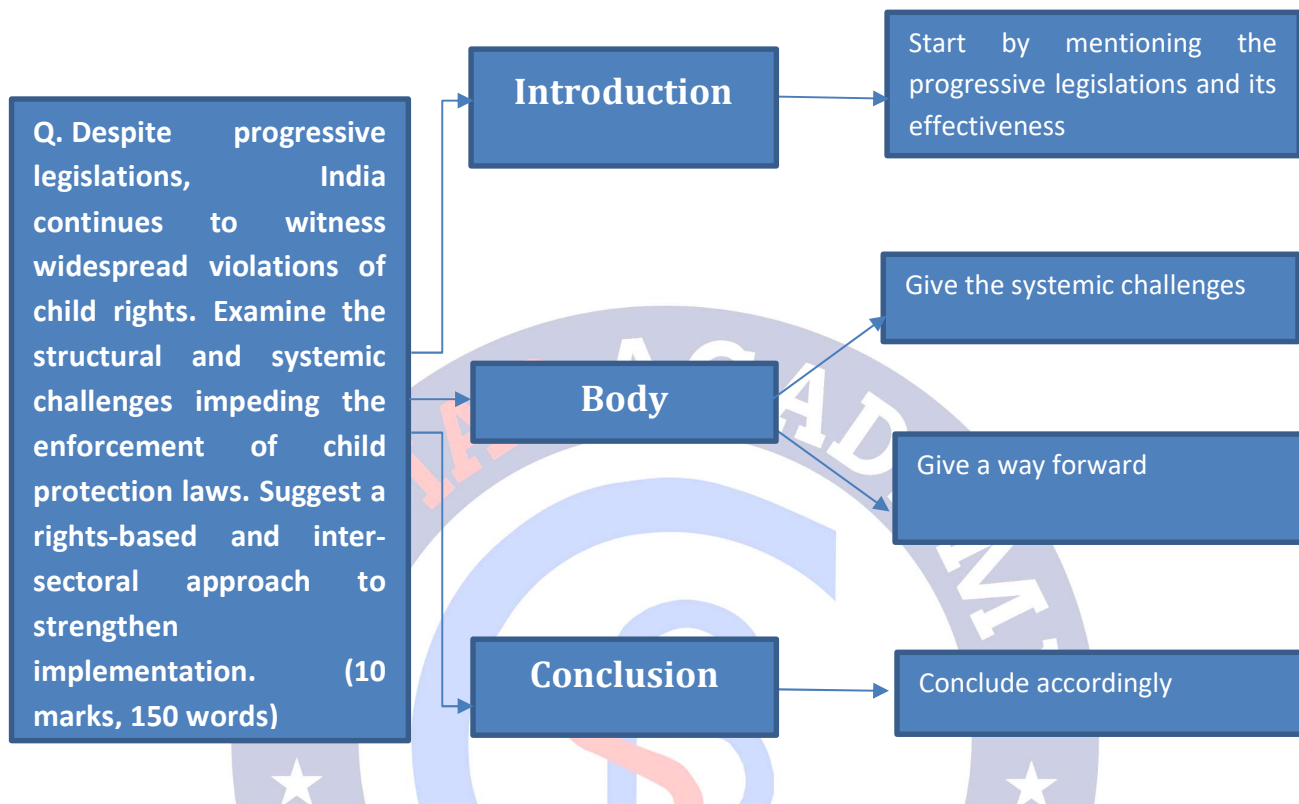 Q. Despite progressive
legislations, India
continues to witness
widespread violations of
child rights. Examine the
structural and systemic
challenges impeding the
enforcement of child
protection laws. Suggest a
rights-based and inter-
sectoral approach to
strengthen
implementation. (10
marks, 150 words)
Introduction
Start by mentioning the
progressive legislations and its
effectiveness
Body
Give the systemic challenges
Give a way forward
Conclusion
Conclude accordingly